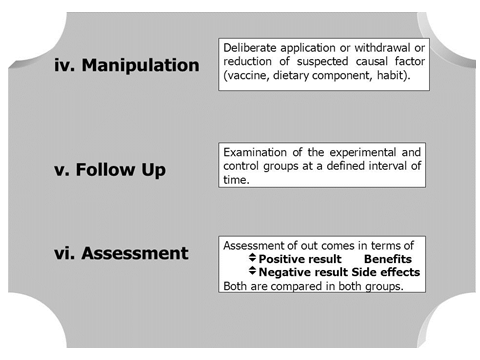 iv. Manipulation
Deliberate application or withdrawal or
reduction of suspected causal factor
(vaccine, dietary component, habit).
v. Follow Up
Examination of the experimental and
control groups at a defined interval of
time.
vi. Assessment
Assessment of out comes in terms of
Positive result Benefits
Negative result Side effects
Both are compared in both groups.